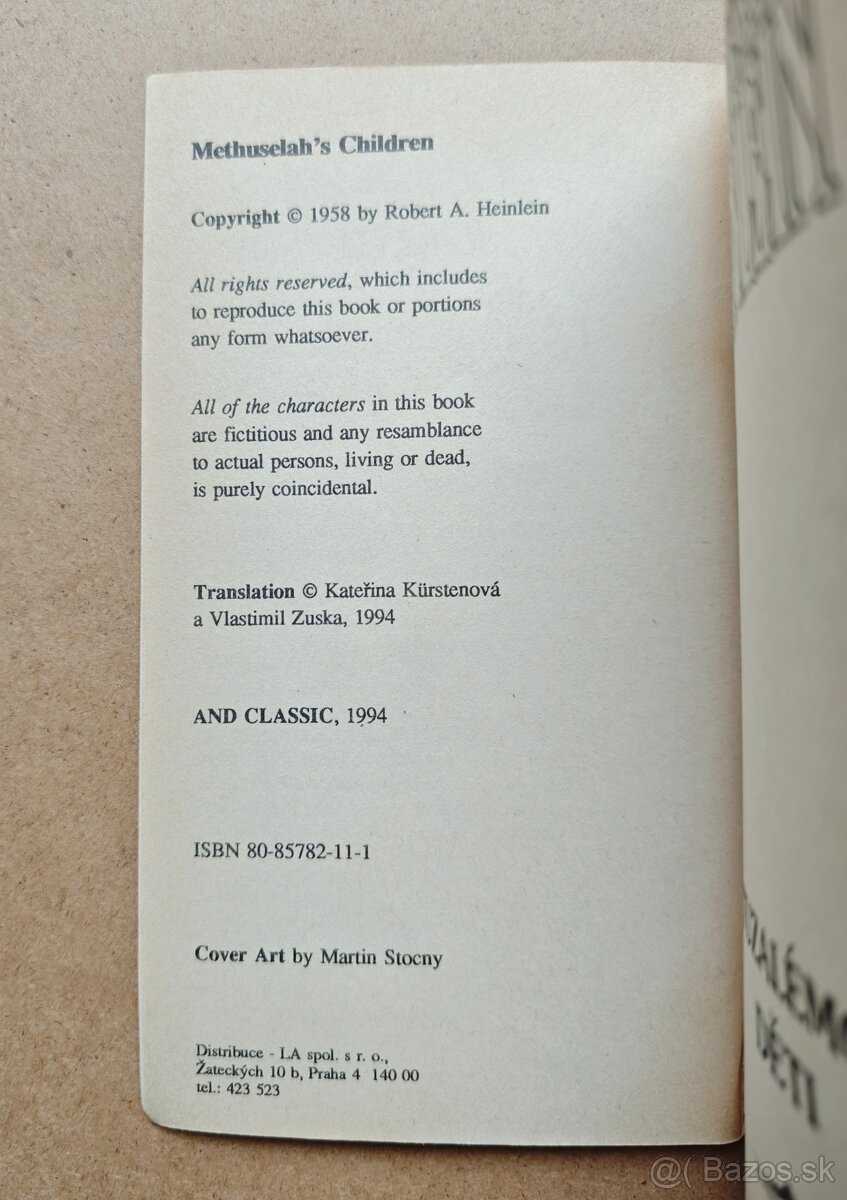 Methuselah's Children
Copyright © 1958 by Robert A. Heinlein
All rights reserved, which includes
to reproduce this book or portions
any form whatsoever.
All of the characters in this book
are fictitious and any resamblance
to actual persons, living or dead,
is purely coincidental.
Translation © Kateřina Kürstenová
a Vlastimil Zuska, 1994
AND CLASSIC, 1994
ISBN 80-85782-11-1
Cover Art by Martin Stocny
Distribuce - LA spol. s r. o.,
Žateckých 10 b, Praha 4 140 00
tel.: 423 523
DĚTI
@( Bazos.sk